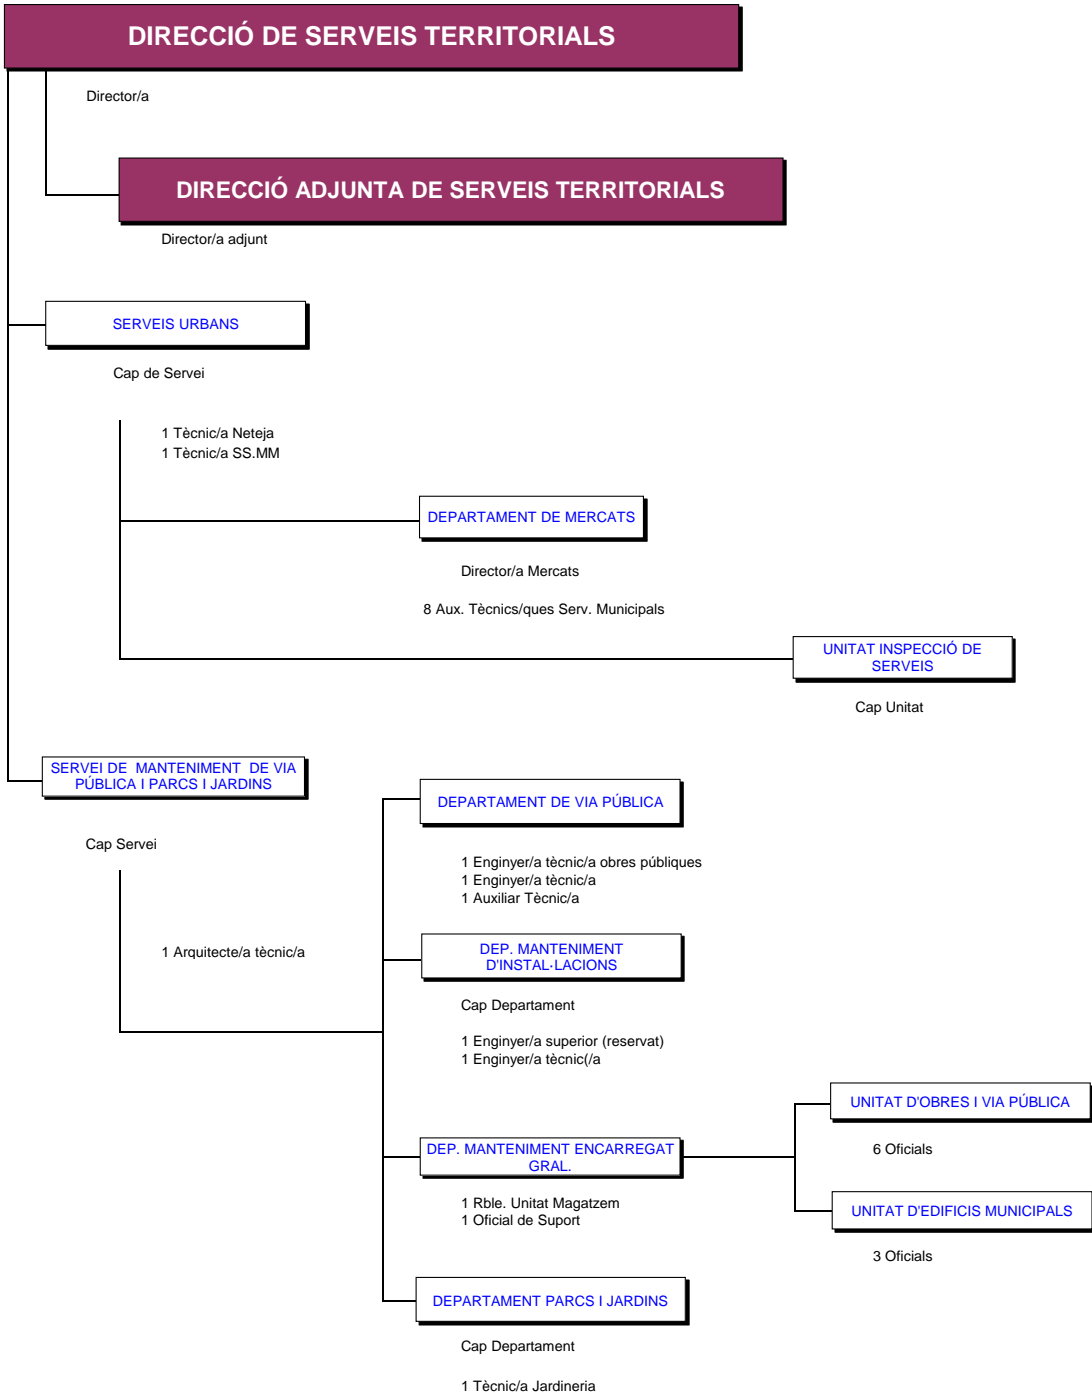 DIRECCIÓ DE SERVEIS TERRITORIALS
Director/a
DIRECCIÓ ADJUNTA DE SERVEIS TERRITORIALS
Director/a adjunt
SERVEIS URBANS
Cap de Servei
1 Tècnic/a Neteja
1 Tècnic/a SS.MM
DEPARTAMENT DE MERCATS
Director/a Mercats
8 Aux. Tècnics/ques Serv. Municipals
UNITAT INSPECCIÓ DE
SERVEIS
Cap Unitat
SERVEI DE MANTENIMENT DE VIA
PÚBLICA I PARCS I JARDINS
Cap Servei
1 Arquitecte/a tècnic/a
DEPARTAMENT DE VIA PÚBLICA
1 Enginyer/a tècnic/a obres públiques
1 Enginyer/a tècnic/a
1 Auxiliar Tècnic/a
DEP. MANTENIMENT
D'INSTAL·LACIONS
Cap Departament
1 Enginyer/a superior (reservat)
1 Enginyer/a tècnic(/a
DEP. MANTENIMENT ENCARREGAT
GRAL.
1 Rble. Unitat Magatzem
1 Oficial de Suport
UNITAT D'OBRES I VIA PÚBLICA
6 Oficials
UNITAT D'EDIFICIS MUNICIPALS
3 Oficials
DEPARTAMENT PARCS I JARDINS
Cap Departament
1 Tècnic/a Jardineria